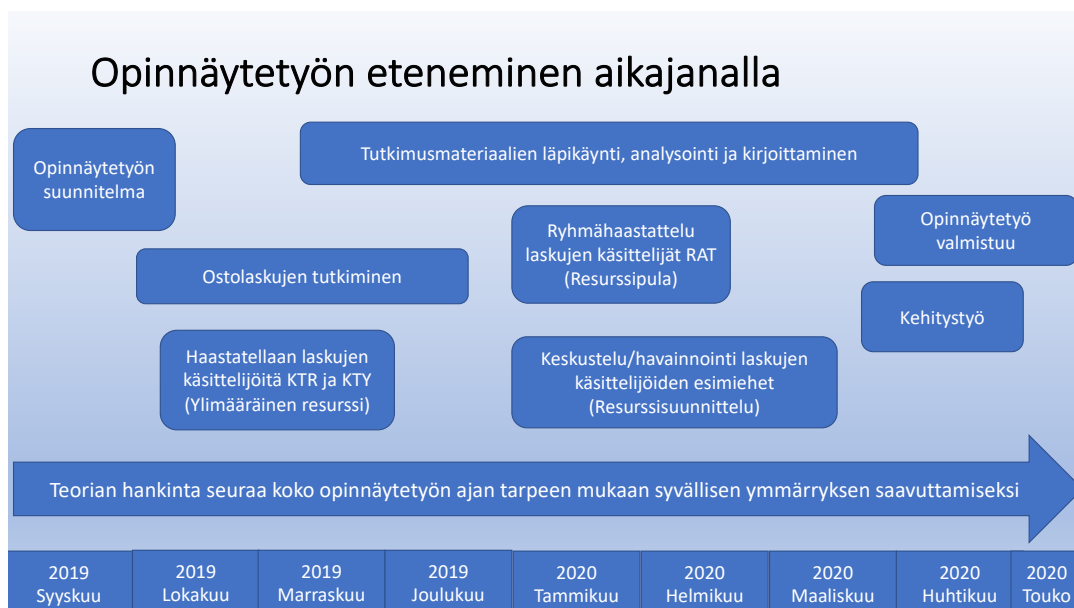 Opinnäytetyön eteneminen aikajanalla
Opinnäytetyön
suunnitelma
Tutkimusmateriaalien läpikäynti, analysointi ja kirjoittaminen
Ryhmähaastattelu
laskujen käsittelijät RAT
(Resurssipula)
Opinnäytetyö
valmistuu
Ostolaskujen tutkiminen
Kehitystyö
Haastatellaan laskujen
käsittelijöitä KTR ja KTY
(Ylimääräinen resurssi)
Keskustelu/havainnointi laskujen
käsittelijöiden esimiehet
(Resurssisuunnittelu)
Teorian hankinta seuraa koko opinnäytetyön ajan tarpeen mukaan syvällisen ymmärryksen saavuttamiseksi
2019
Syyskuu
2019
Lokakuu
2019
Marraskuu
2019
Joulukuu
2020
Tammikuu
2020
Helmikuu
2020
Maaliskuu
2020
Huhtikuu
2020
Touko